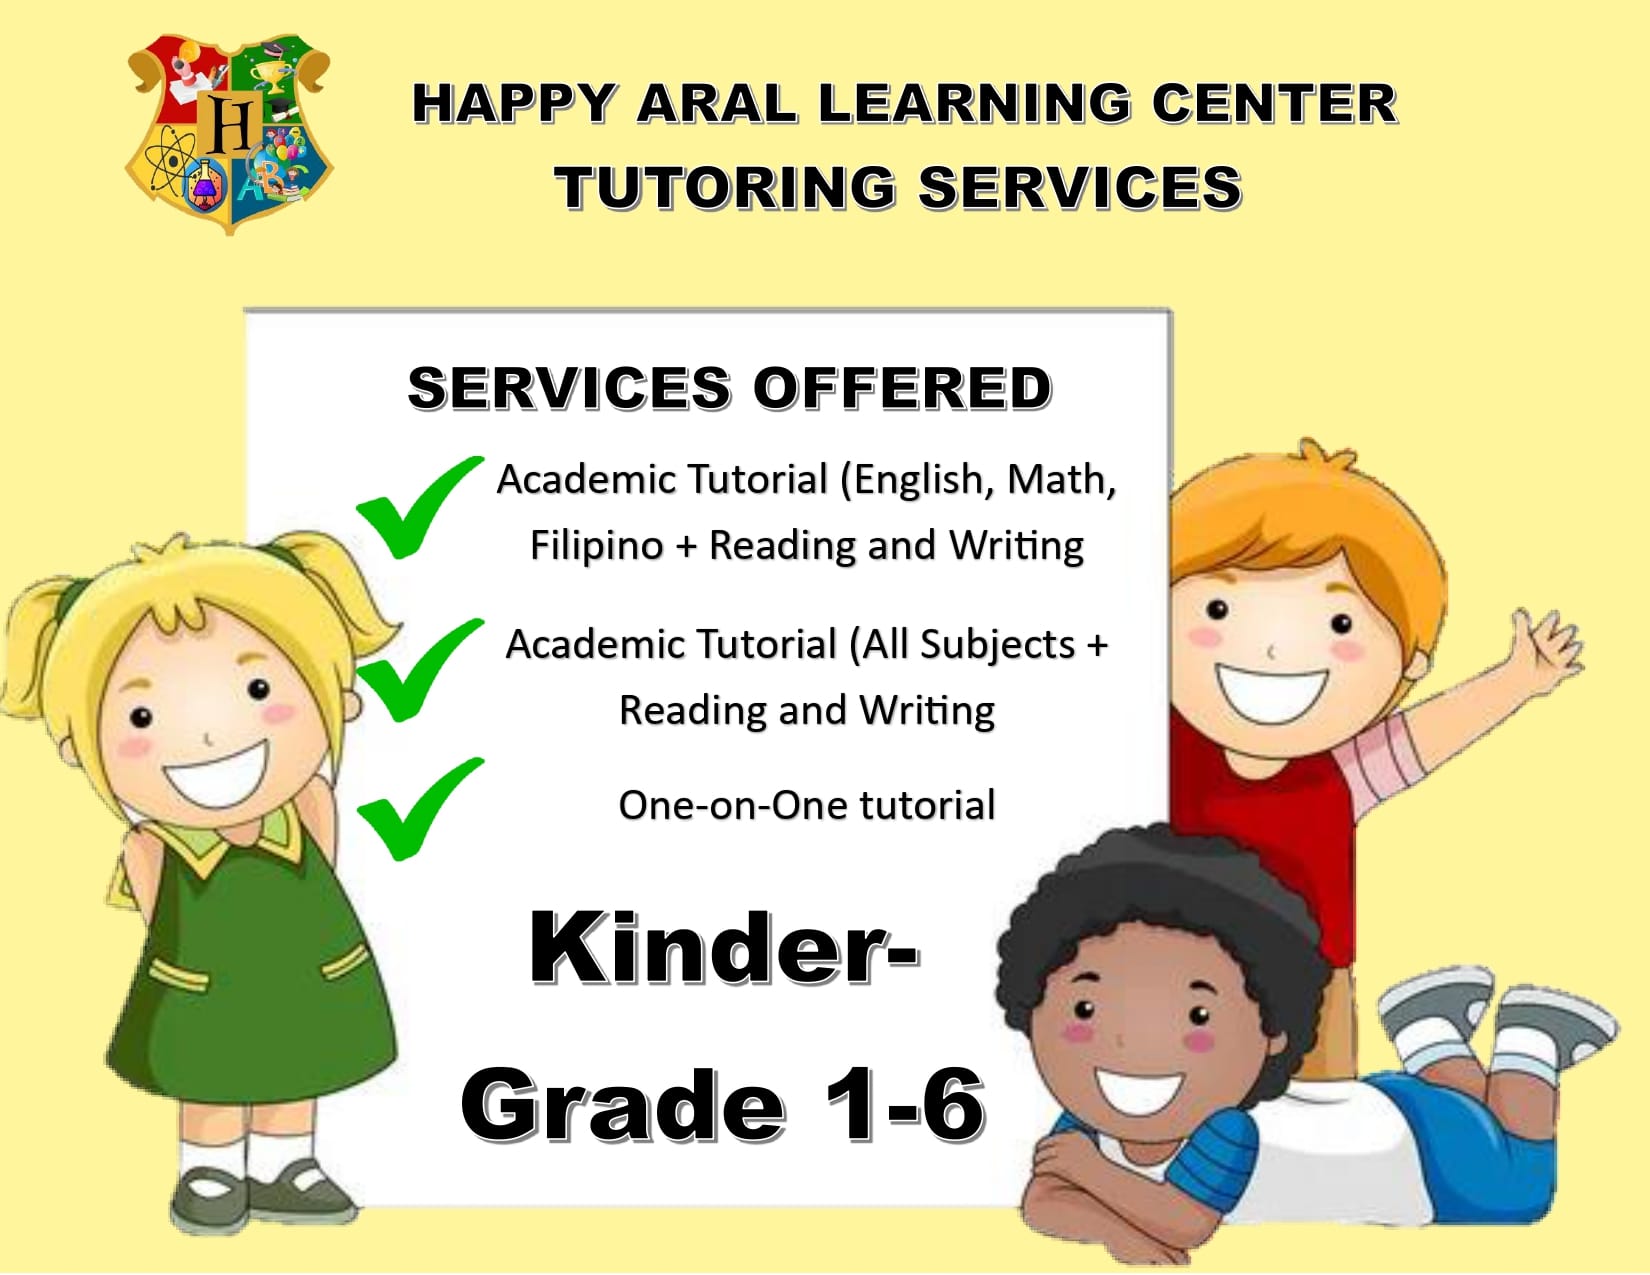 H
ABC
HAPPY ARAL LEARNING CENTER
TUTORING SERVICES
SERVICES OFFERED
Academic Tutorial (English, Math,
Filipino + Reading and Writing
Academic Tutorial (All Subjects +
Reading and Writing
One-on-One tutorial
Kinder-
Grade 1-6